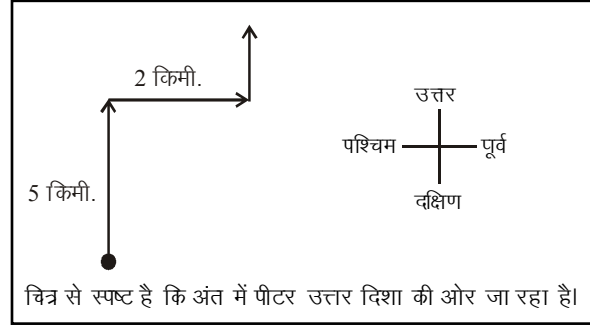 2 किमी.
उत्तर
पश्चिम
पूर्व
5 किमी.
दक्षिण
चित्र से स्पष्ट है कि अंत में पीटर उत्तर दिशा की ओर जा रहा है।